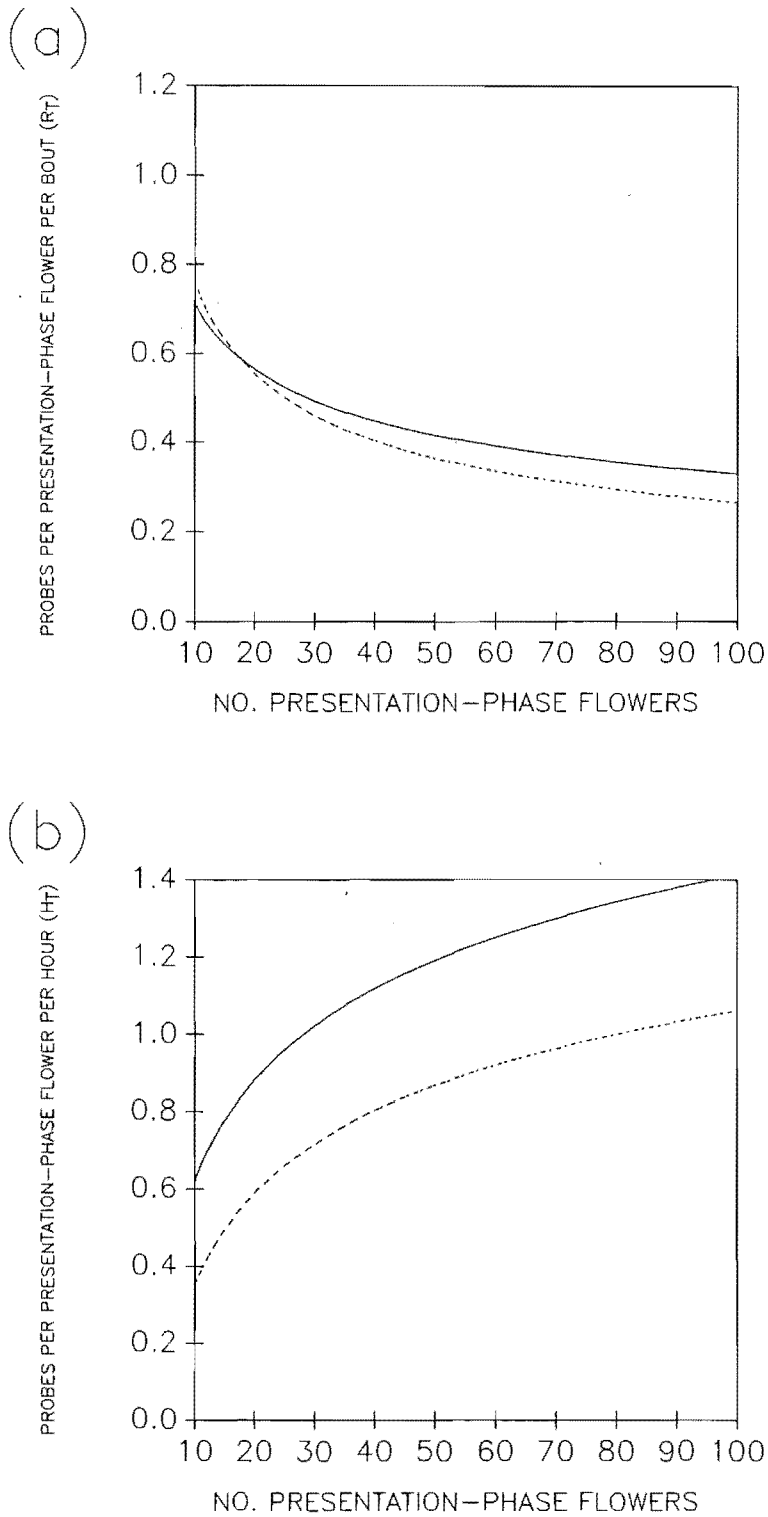 (a)
PROBES PER PRESENTATION-PHASE FLOWER PER BOUT (RT)
1.2
1.0
0.8
0.6
0.4
0.2
0.0
10 20 30 40 50 60 70 80 90 100
NO. PRESENTATION-PHASE FLOWERS
(b)
PROBES PER PRESENTATION-PHASE FLOWER PER HOUR (HT)
1.4
1.2
1.0
0.8
0.6
0.4
0.2
0.0
10 20 30 40 50 60 70 80 90 100
NO. PRESENTATION-PHASE FLOWERS